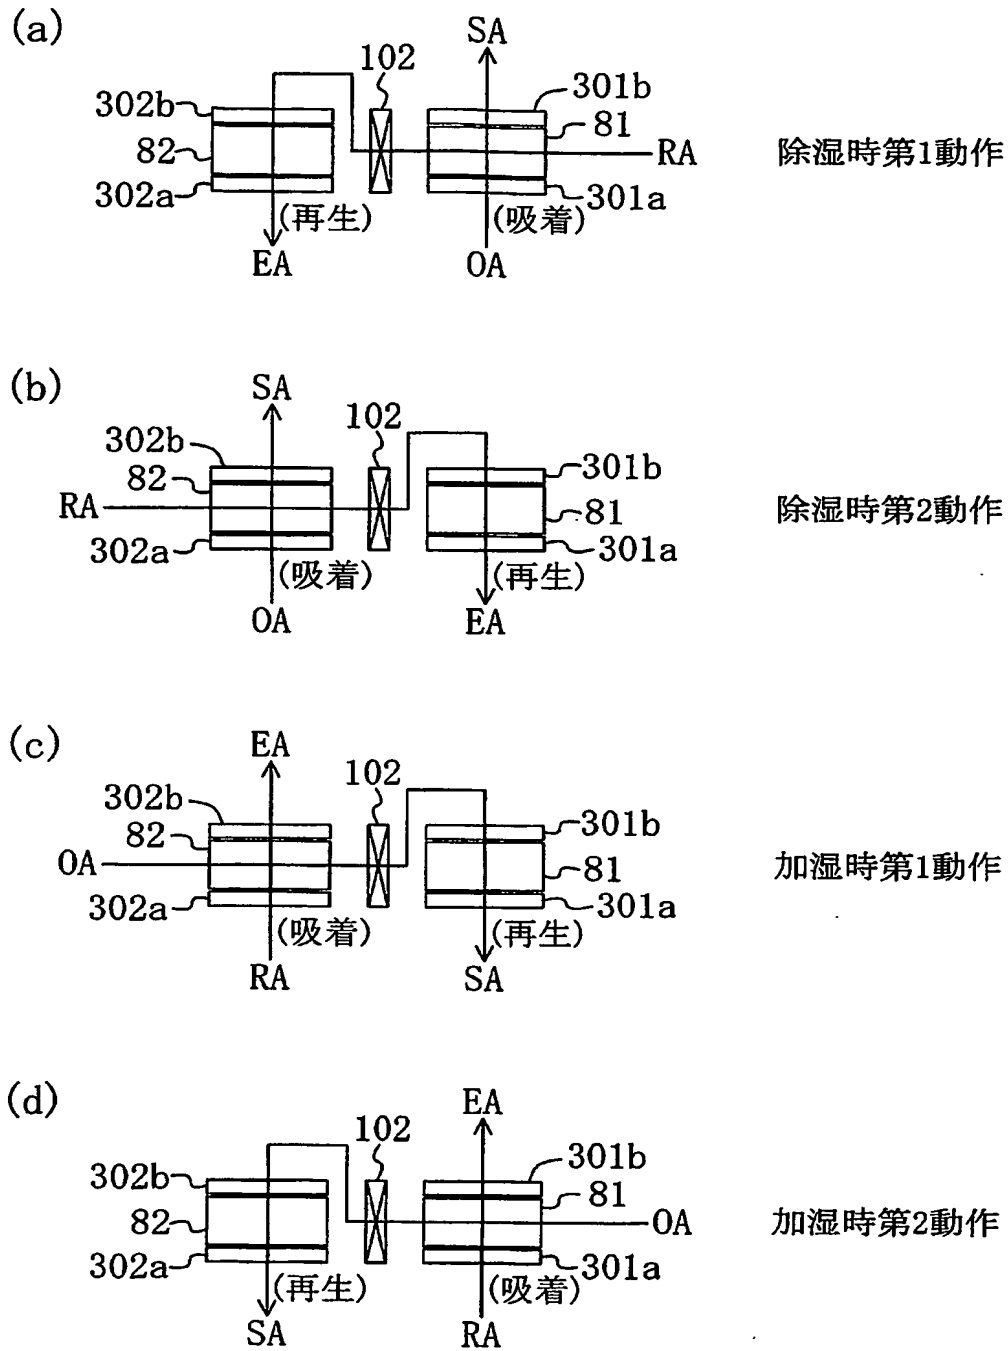 (a)
SA
102
302b
301b
82
81
RA
除湿時第1動作
302a
301a
(再生)
(吸着)
EA
OA
(b)
SA
102
302b
301b
82
RA
81
除湿時第2動作
302a
301a
(吸着)
(再生)
OA
EA
(c)
EA
102
302b
301b
82
OA
81
加湿時第1動作
302a
301a
(吸着)
(再生)
RA
SA
(d)
EA
102
302b
301b
82
81
OA
加湿時第2動作
302a
301a
(再生)
(吸着)
SA
RA